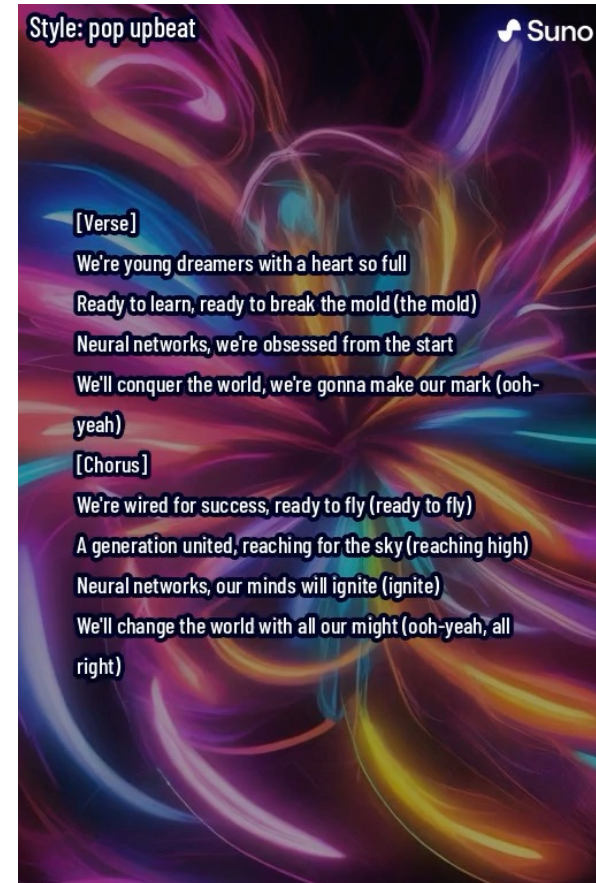 Style: pop upbeat
Suno
[Verse]
We're young dreamers with a heart so full
Ready to learn, ready to break the mold (the mold)
Neural networks, we're obsessed from the start
We'll conquer the world, we're gonna make our mark (ooh-
yeah)
[Chorus]
We're wired for success, ready to fly (ready to fly)
A generation united, reaching for the sky (reaching high)
Neural networks, our minds will ignite (ignite)
We'll change the world with all our might (ooh-yeah, all
right)